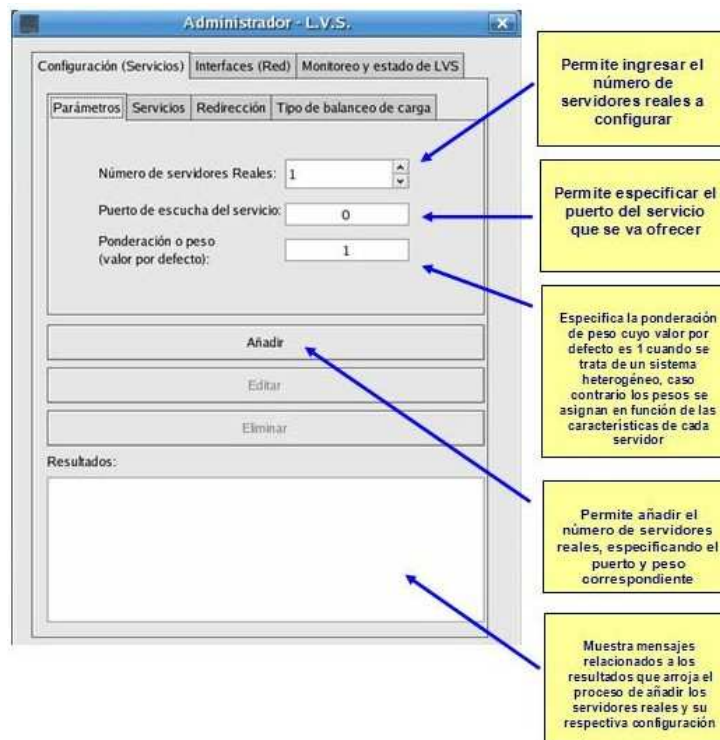 Administrador - L.V.S.
Configuración (Servicios) Interfaces (Red) Monitoreo y estado de LVS
Parámetros Servicios Redirección Tipo de balanceo de carga
Número de servidores Reales: 1
Puerto de escucha del servicio: 0
Ponderación o peso
(valor por defecto): 1
Añadir
Editar
Eliminar
Resultados:
Permite ingresar el
número de
servidores reales a
configurar
Permite especificar el
puerto del servicio
que se va ofrecer
Especifica la ponderación
de peso cuyo valor por
defecto es 1 cuando se
trata de un sistema
heterogéneo, caso
contrario los pesos se
asignan en función de las
características de cada
servidor
Permite añadir el
número de servidores
reales, especificando el
puerto y peso
correspondiente
Muestra mensajes
relacionados a los
resultados que arroja el
proceso de añadir los
servidores reales y su
respectiva configuración